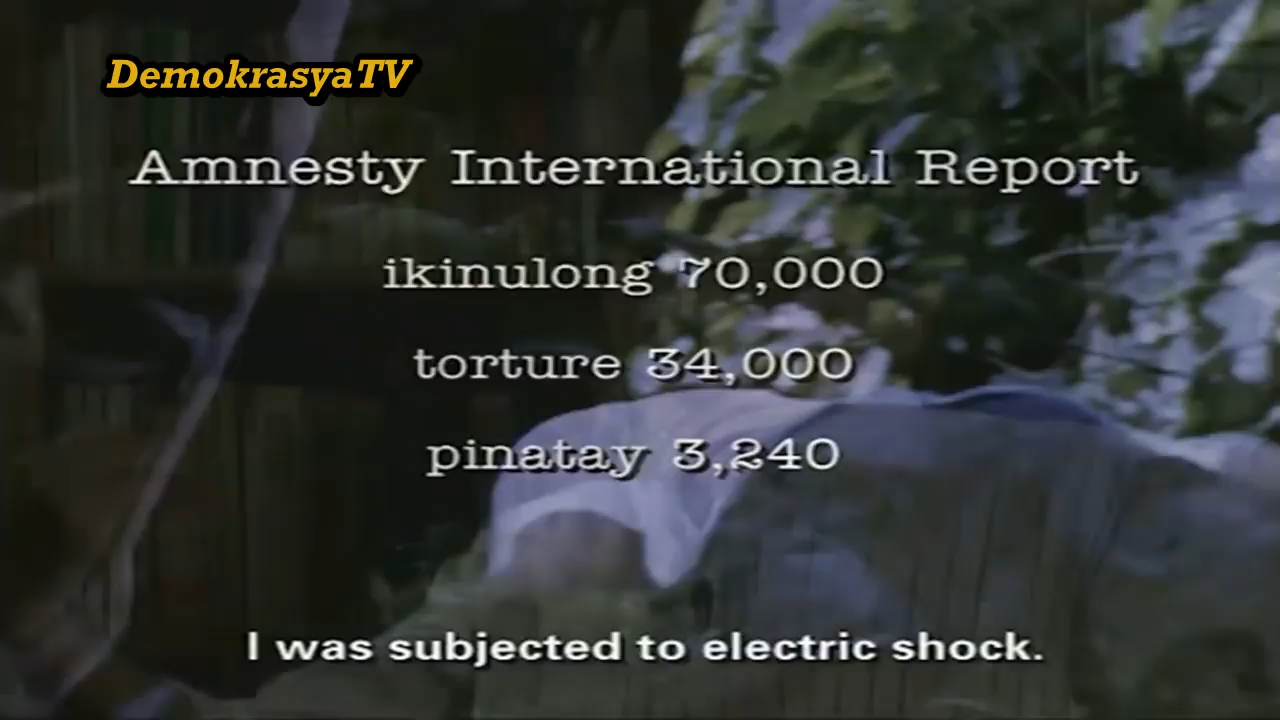 DemokrasyaTV
Amnesty International Report
ikinulong 70,000
torture 34,000
pinatay 3,240
I was subjected to electric shock.